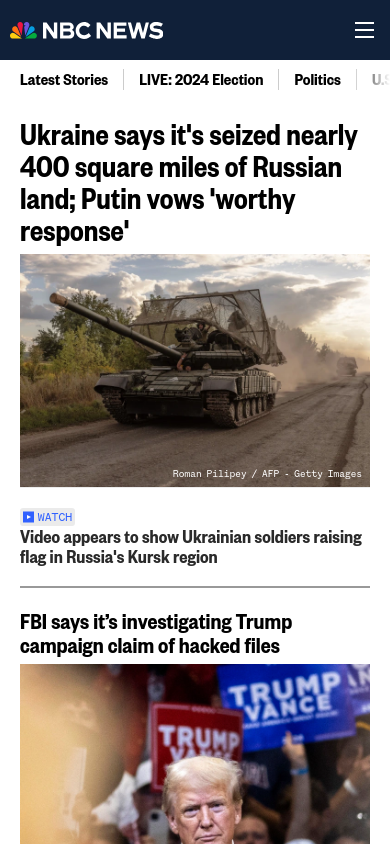 NBC NEWS
Latest Stories
LIVE: 2024 Election
Politics
U.S
Ukraine says it's seized nearly
400 square miles of Russian
land; Putin vows 'worthy
response'
Roman Pilipey / AFP - Getty Images
WATCH
Video appears to show Ukrainian soldiers raising
flag in Russia's Kursk region
FBI says it’s investigating Trump
campaign claim of hacked files
TRUMP
VANCE
TRUMP
VANCE